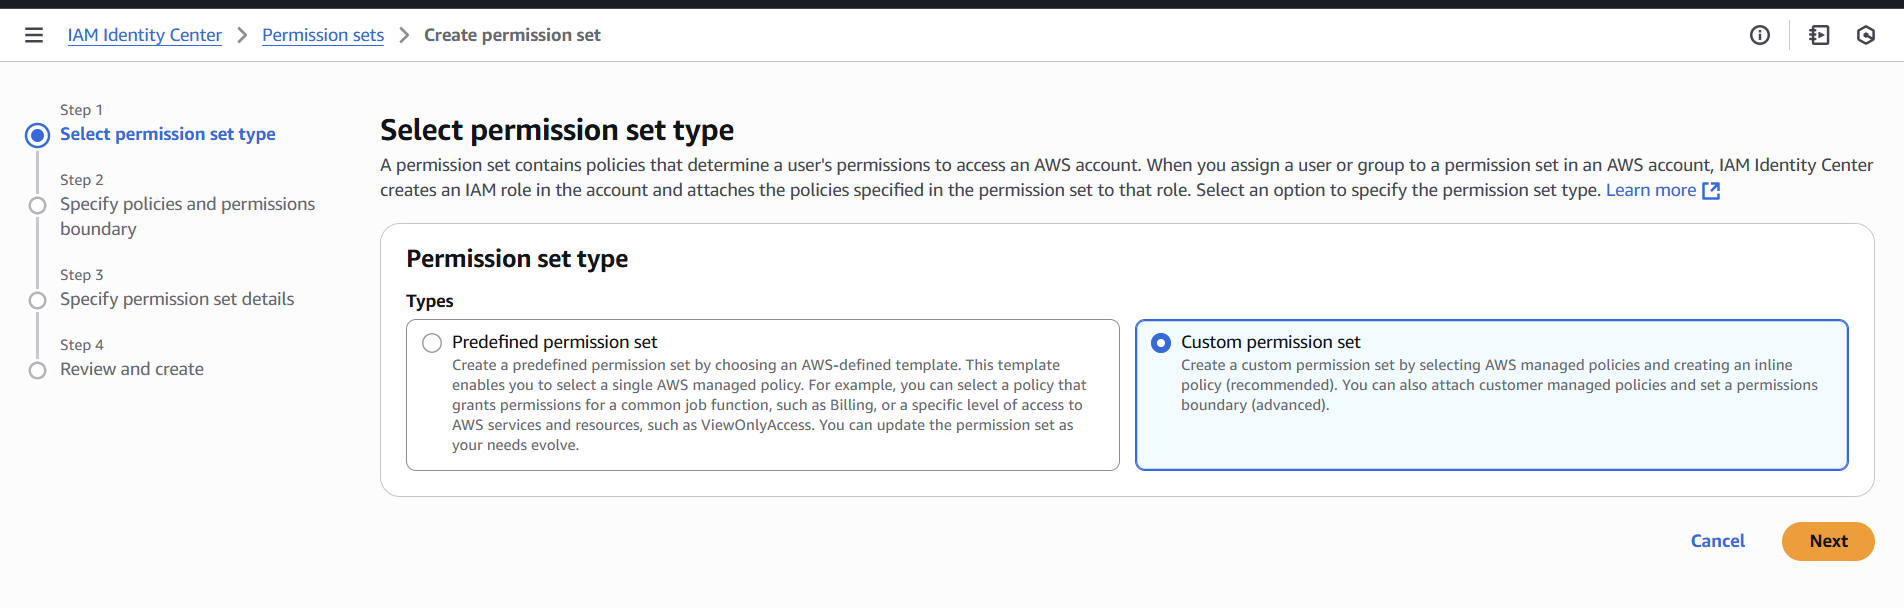 IAM Identity Center > Permission sets > Create permission set
Step 1
Select permission set type
Step 2
Specify policies and permissions
boundary
Step 3
Specify permission set details
Step 4
Review and create
Select permission set type
A permission set contains policies that determine a user's permissions to access an AWS account. When you assign a user or group to a permission set in an AWS account, IAM Identity Center
creates an IAM role in the account and attaches the policies specified in the permission set to that role. Select an option to specify the permission set type. Learn more
Permission set type
Types
Predefined permission set
Create a predefined permission set by choosing an AWS-defined template. This template
enables you to select a single AWS managed policy. For example, you can select a policy that
grants permissions for a common job function, such as Billing, or a specific level of access to
AWS services and resources, such as ViewOnlyAccess. You can update the permission set as
your needs evolve.
Custom permission set
Create a custom permission set by selecting AWS managed policies and creating an inline
policy (recommended). You can also attach customer managed policies and set a permissions
boundary (advanced).
Cancel
Next